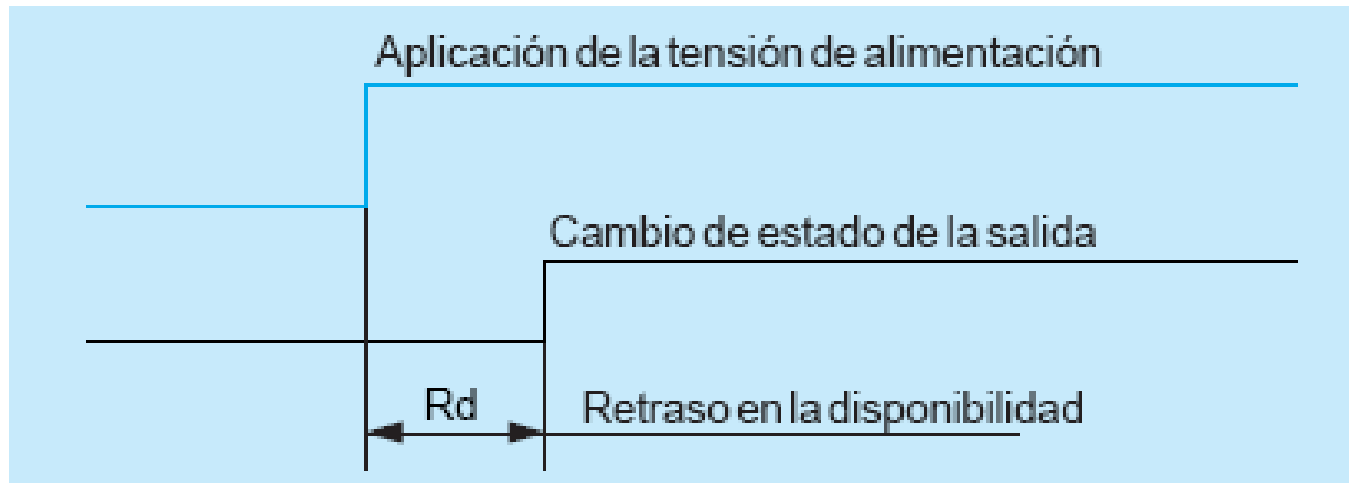 Aplicación de la tensión de alimentación
Cambio de estado de la salida
Rd
Retraso en la disponibilidad